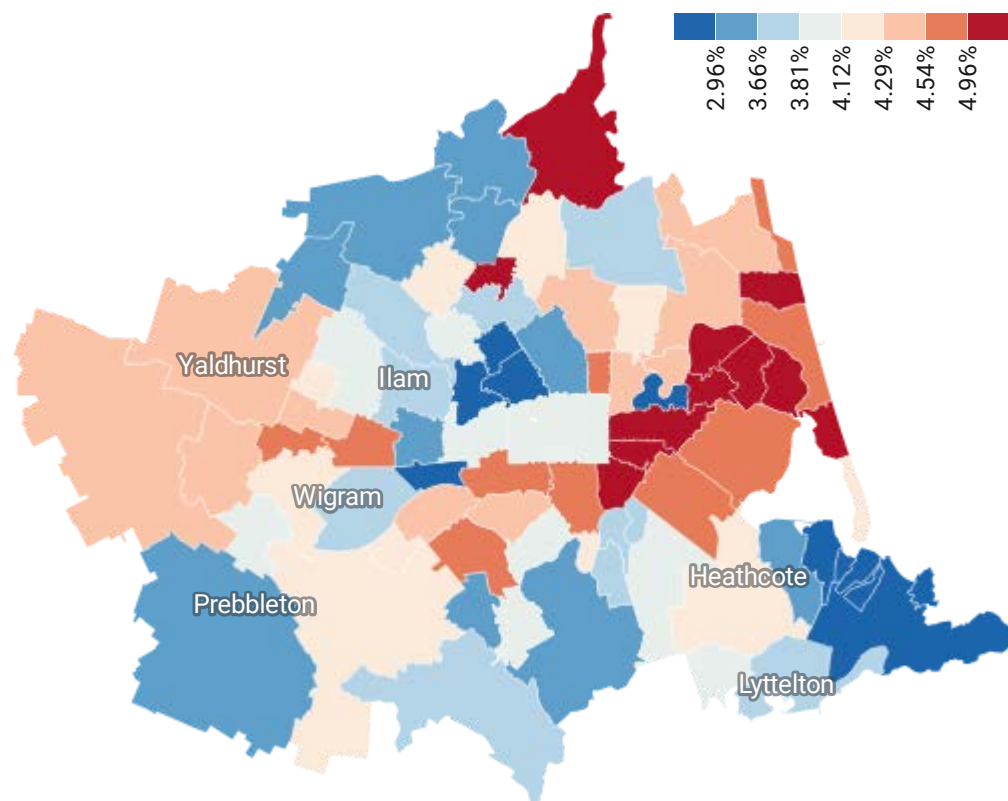 2.96%
3.66%
3.81%
4.12%
4.29%
4.54%
4.96%
Yaldhurst
Ilam
Wigram
Heathcote
Prebbleton
Lyttelton